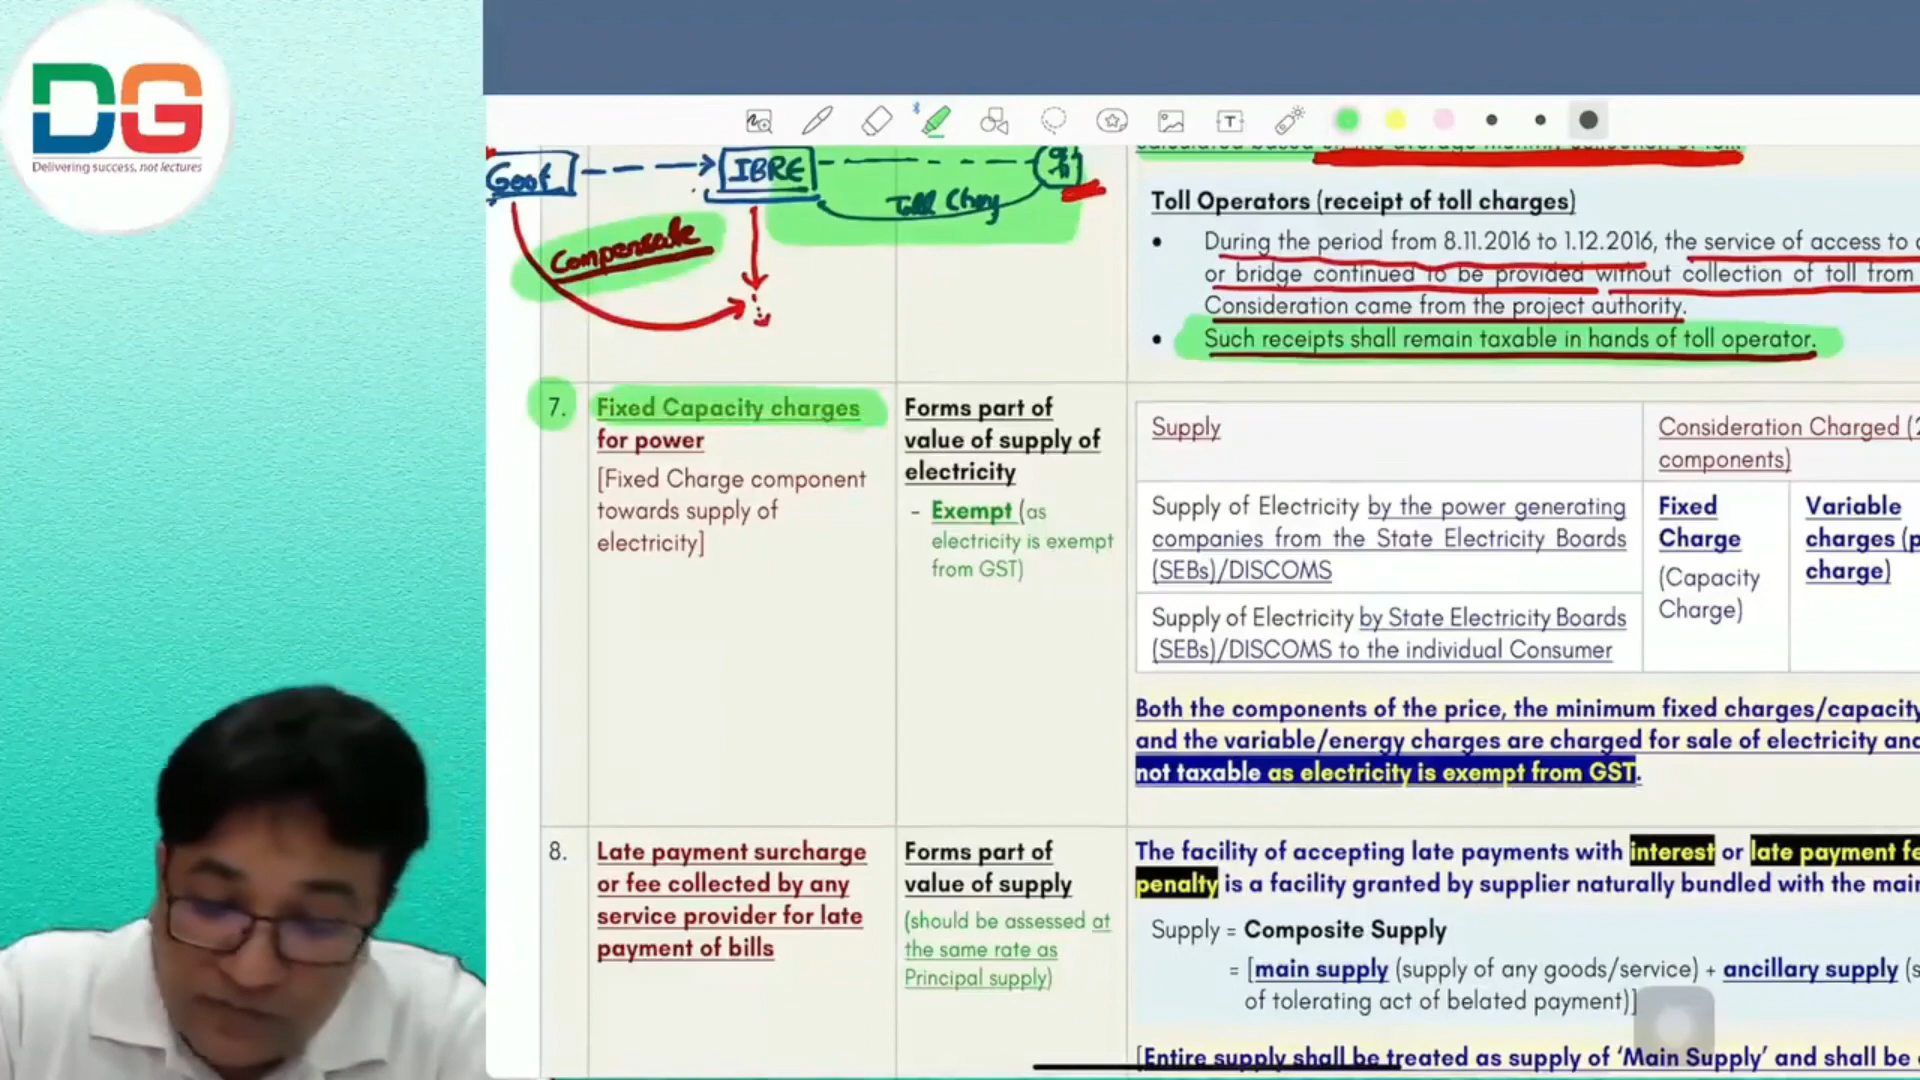 DG
Delivering success, not lectures
T
Govt
IBRE
Toll Charg
Compensate
Toll Operators (receipt of toll charges)
• During the period from 8.11.2016 to 1.12.2016, the service of access to
or bridge continued to be provided without collection of toll from
Consideration came from the project authority.
• Such receipts shall remain taxable in hands of toll operator.
7.
Fixed Capacity charges
for power
[Fixed Charge component
towards supply of
electricity]
Forms part of
value of supply of
electricity
- Exempt (as
electricity is exempt
from GST)
Supply
Consideration Charged (2
components)
Supply of Electricity by the power generating
companies from the State Electricity Boards
(SEBs)/DISCOMS
Fixed
Charge
(Capacity
Charge)
Variable
charges (p
charge)
Supply of Electricity by State Electricity Boards
(SEBs)/DISCOMS to the individual Consumer
Both the components of the price, the minimum fixed charges/capacity
and the variable/energy charges are charged for sale of electricity and
not taxable as electricity is exempt from GST.
8.
Late payment surcharge
or fee collected by any
service provider for late
payment of bills
Forms part of
value of supply
(should be assessed at
the same rate as
Principal supply)
The facility of accepting late payments with interest or late payment fe
penalty is a facility granted by supplier naturally bundled with the main
Supply = Composite Supply
= [main supply (supply of any goods/service) + ancillary supply (s
of tolerating act of belated payment)]
[Entire supply shall be treated as supply of ‘Main Supply’ and shall be